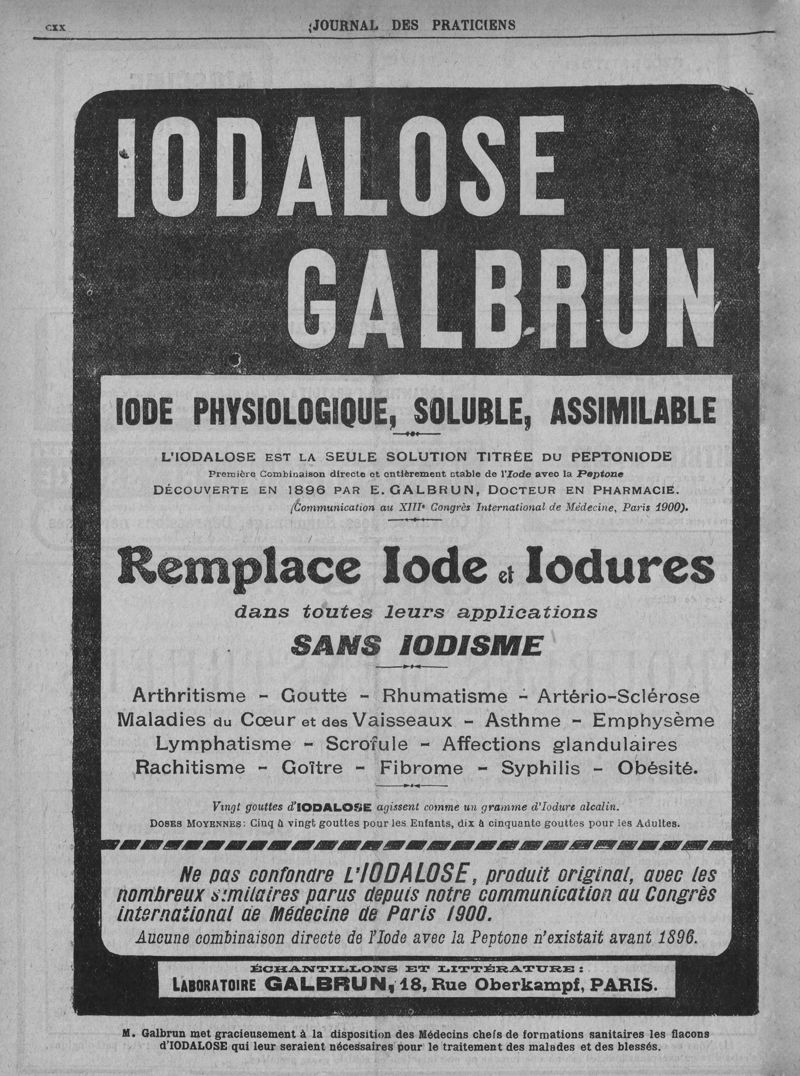 CXX
JOURNAL DES PRATICIENS
IODALOSE
GALBRUN
IODE PHYSIOLOGIQUE, SOLUBLE, ASSIMILABLE
L'IODALOSE EST LA SEULE SOLUTION TITRÉE DU PEPTONIODE
Première Combinaison directe et entièrement stable de l'Iode avec la Peptone
DÉCOUVERTE EN 1896 PAR E. GALBRUN, DOCTEUR EN PHARMACIE.
(Communication au XIIIe Congrès International de Médecine, Paris 1900).
Remplace Iode et Iodures
dans toutes leurs applications
SANS IODISME
Arthritisme - Goutte - Rhumatisme - Artério-Sclérose
Maladies du Cœur et des Vaisseaux - Asthme - Emphysème
Lymphatisme - Scrofule - Affections glandulaires
Rachitisme - Goître - Fibrome - Syphilis - Obésité.
Vingt gouttes d'IODALOSE agissent comme un gramme d'Iodure alcalin.
DOSES MOYENNES: Cinq à vingt gouttes pour les Enfants, dix à cinquante gouttes pour les Adultes.
Ne pas confondre L'IODALOSE, produit original, avec les
nombreux similaires parus depuis notre communication au Congrès
international de Médecine de Paris 1900.
Aucune combinaison directe de l'Iode avec la Peptone n'existait avant 1896.
ÉCHANTILLONS ET LITTÉRATURE:
LABORATOIRE GALBRUN, 18, Rue Oberkampf, PARIS.
M. Galbrun met gracieusement à la disposition des Médecins chefs de formations sanitaires les flacons
d'IODALOSE qui leur seraient nécessaires pour le traitement des malades et des blessés.